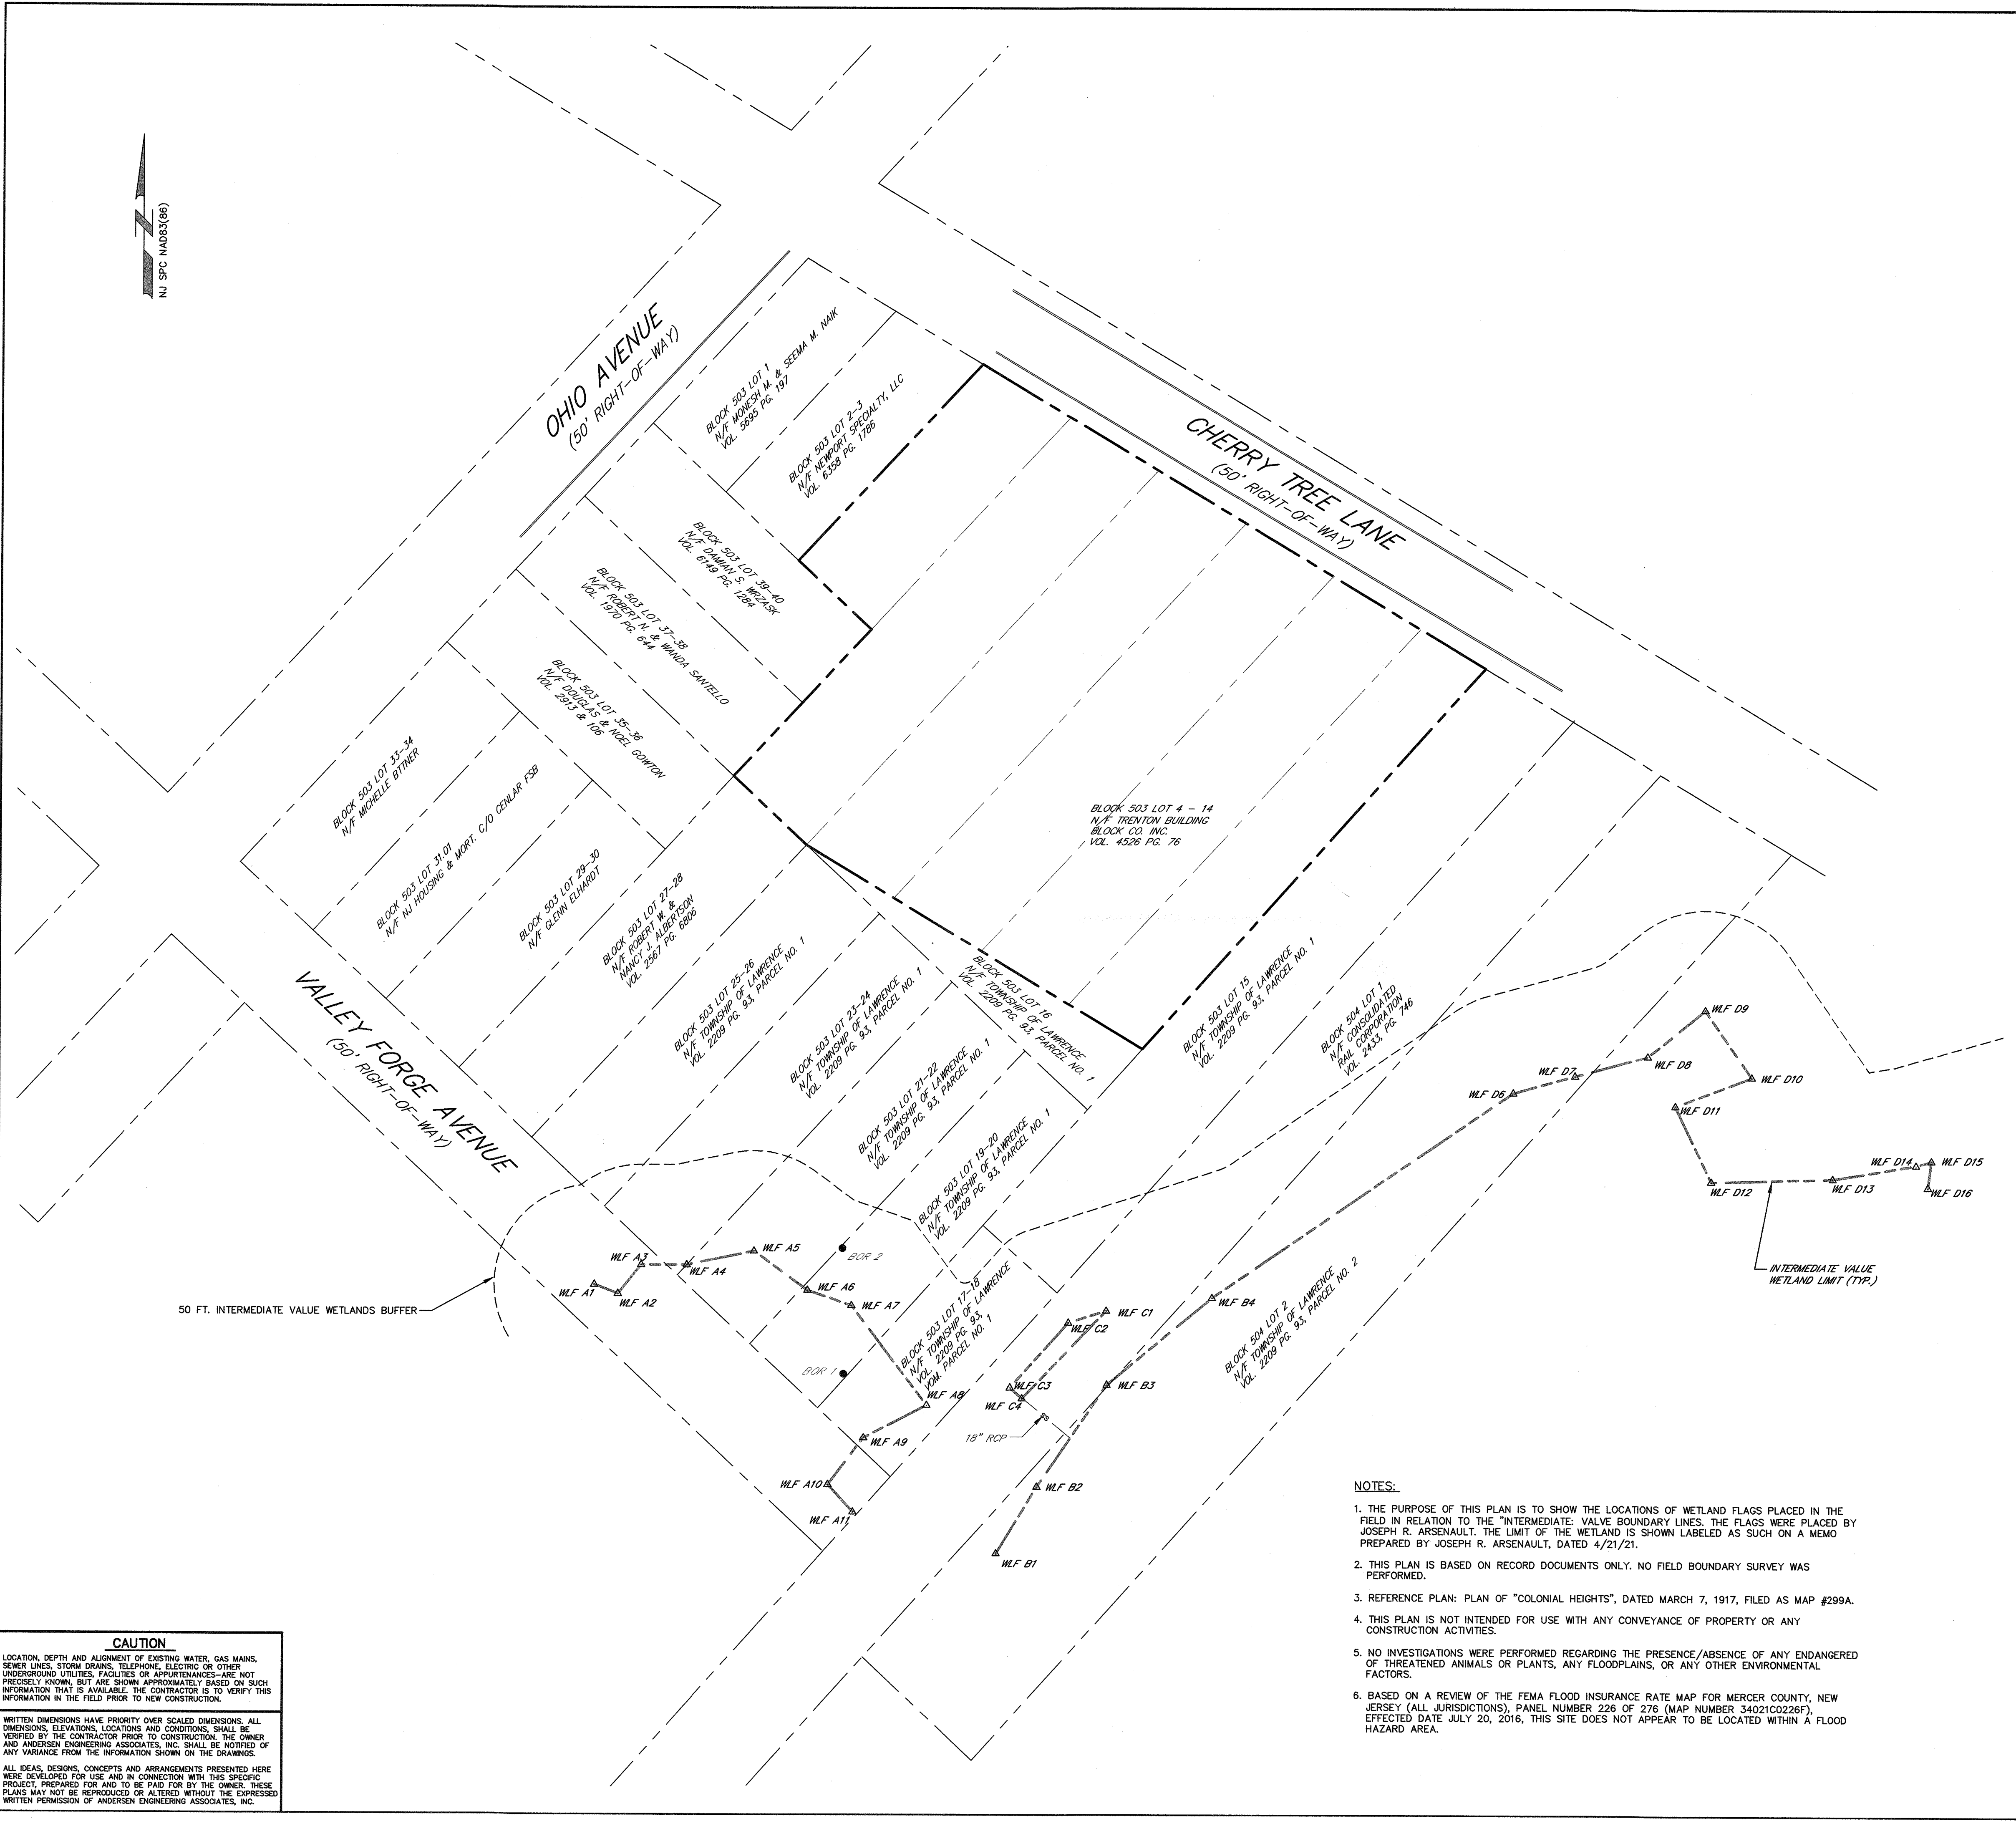 NJ SPC NAD83(86)
OHIO AVENUE
(50' RIGHT-OF-WAY)
BLOCK 503 LOT 1
N/F MONESH M. & SEEMA M. NAIK
VOL. 5695 PG. 197
BLOCK 503 LOT 2-3
N/F NEWPORT SPECIALTY, LLC
VOL. 6358 PG. 1786
CHERRY TREE LANE
(50' RIGHT-OF-WAY)
BLOCK 503 LOT 39-40
N/F DAMIAN S. WRZASK
VOL. 6149 PG. 1284
BLOCK 503 LOT 37-38
N/F ROBERT N. & WANDA SANTELLO
VOL. 1970 PG. 644
BLOCK 503 LOT 35-36
N/F DOUGLAS & NOEL GOWTON
VOL. 2913 & 106
BLOCK 503 LOT 33-34
N/F MICHELLE BTTNER
BLOCK 503 LOT 31.01
N/F NJ HOUSING & MORT. C/O CENLAR FSB
BLOCK 503 LOT 29-30
N/F GLENN ELHARDT
BLOCK 503 LOT 27-28
N/F ROBERT W. &
NANCY J. ALBERTSON
VOL. 2567 PG. 6806
BLOCK 503 LOT 4 - 14
N/F TRENTON BUILDING
BLOCK CO. INC.
VOL. 4526 PG. 76
BLOCK 503 LOT 25-26
N/F TOWNSHIP OF LAWRENCE
VOL. 2209 PG. 93, PARCEL NO. 1
BLOCK 503 LOT 23-24
N/F TOWNSHIP OF LAWRENCE
VOL. 2209 PG. 93, PARCEL NO. 1
BLOCK 503 LOT 21-22
N/F TOWNSHIP OF LAWRENCE
VOL. 2209 PG. 93, PARCEL NO. 1
BLOCK 503 LOT 19-20
N/F TOWNSHIP OF LAWRENCE
VOL. 2209 PG. 93, PARCEL NO. 1
BLOCK 503 LOT 17-18
N/F TOWNSHIP OF LAWRENCE
VOL. 2209 PG. 93,
VOM. PARCEL NO. 1
BLOCK 503 LOT 16
N/F TOWNSHIP OF LAWRENCE
VOL. 2209 PG. 93, PARCEL NO. 1
BLOCK 503 LOT 15
N/F TOWNSHIP OF LAWRENCE
VOL. 2209 PG. 93, PARCEL NO. 1
BLOCK 504 LOT 1
N/F CONSOLIDATED
RAIL CORPORATION
VOL. 2433, PG. 746
BLOCK 504 LOT 2
N/F TOWNSHIP OF LAWRENCE
VOL. 2209 PG. 93, PARCEL NO. 2
VALLEY FORGE AVENUE
(50' RIGHT-OF-WAY)
50 FT. INTERMEDIATE VALUE WETLANDS BUFFER
WLF A1
WLF A2
WLF A3
WLF A4
WLF A5
WLF A6
WLF A7
WLF A8
WLF A9
WLF A10
WLF A11
BOR 2
BOR 1
WLF C1
WLF C2
WLF C3
WLF C4
18" RCP
WLF B1
WLF B2
WLF B3
WLF B4
WLF D6
WLF D7
WLF D8
WLF D9
WLF D10
WLF D11
WLF D12
WLF D13
WLF D14
WLF D15
WLF D16
INTERMEDIATE VALUE
WETLAND LIMIT (TYP.)
NOTES:
1. THE PURPOSE OF THIS PLAN IS TO SHOW THE LOCATIONS OF WETLAND FLAGS PLACED IN THE
FIELD IN RELATION TO THE "INTERMEDIATE: VALVE BOUNDARY LINES. THE FLAGS WERE PLACED BY
JOSEPH R. ARSENAULT. THE LIMIT OF THE WETLAND IS SHOWN LABELED AS SUCH ON A MEMO
PREPARED BY JOSEPH R. ARSENAULT, DATED 4/21/21.
2. THIS PLAN IS BASED ON RECORD DOCUMENTS ONLY. NO FIELD BOUNDARY SURVEY WAS
PERFORMED.
3. REFERENCE PLAN: PLAN OF "COLONIAL HEIGHTS", DATED MARCH 7, 1917, FILED AS MAP #299A.
4. THIS PLAN IS NOT INTENDED FOR USE WITH ANY CONVEYANCE OF PROPERTY OR ANY
CONSTRUCTION ACTIVITIES.
5. NO INVESTIGATIONS WERE PERFORMED REGARDING THE PRESENCE/ABSENCE OF ANY ENDANGERED
OF THREATENED ANIMALS OR PLANTS, ANY FLOODPLAINS, OR ANY OTHER ENVIRONMENTAL
FACTORS.
6. BASED ON A REVIEW OF THE FEMA FLOOD INSURANCE RATE MAP FOR MERCER COUNTY, NEW
JERSEY (ALL JURISDICTIONS), PANEL NUMBER 226 OF 276 (MAP NUMBER 34021C0226F),
EFFECTED DATE JULY 20, 2016, THIS SITE DOES NOT APPEAR TO BE LOCATED WITHIN A FLOOD
HAZARD AREA.
CAUTION
LOCATION, DEPTH AND ALIGNMENT OF EXISTING WATER, GAS MAINS,
SEWER LINES, STORM DRAINS, TELEPHONE, ELECTRIC OR OTHER
UNDERGROUND UTILITIES, FACILITIES OR APPURTENANCES-ARE NOT
PRECISELY KNOWN, BUT ARE SHOWN APPROXIMATELY BASED ON SUCH
INFORMATION THAT IS AVAILABLE. THE CONTRACTOR IS TO VERIFY THIS
INFORMATION IN THE FIELD PRIOR TO NEW CONSTRUCTION.
WRITTEN DIMENSIONS HAVE PRIORITY OVER SCALED DIMENSIONS. ALL
DIMENSIONS, ELEVATIONS, LOCATIONS AND CONDITIONS, SHALL BE
VERIFIED BY THE CONTRACTOR PRIOR TO CONSTRUCTION. THE OWNER
AND ANDERSEN ENGINEERING ASSOCIATES, INC. SHALL BE NOTIFIED OF
ANY VARIANCE FROM THE INFORMATION SHOWN ON THE DRAWINGS.
ALL IDEAS, DESIGNS, CONCEPTS AND ARRANGEMENTS PRESENTED HERE
WERE DEVELOPED FOR USE AND IN CONNECTION WITH THIS SPECIFIC
PROJECT, PREPARED FOR AND TO BE PAID FOR BY THE OWNER. THESE
PLANS MAY NOT BE REPRODUCED OR ALTERED WITHOUT THE EXPRESSED
WRITTEN PERMISSION OF ANDERSEN ENGINEERING ASSOCIATES, INC.